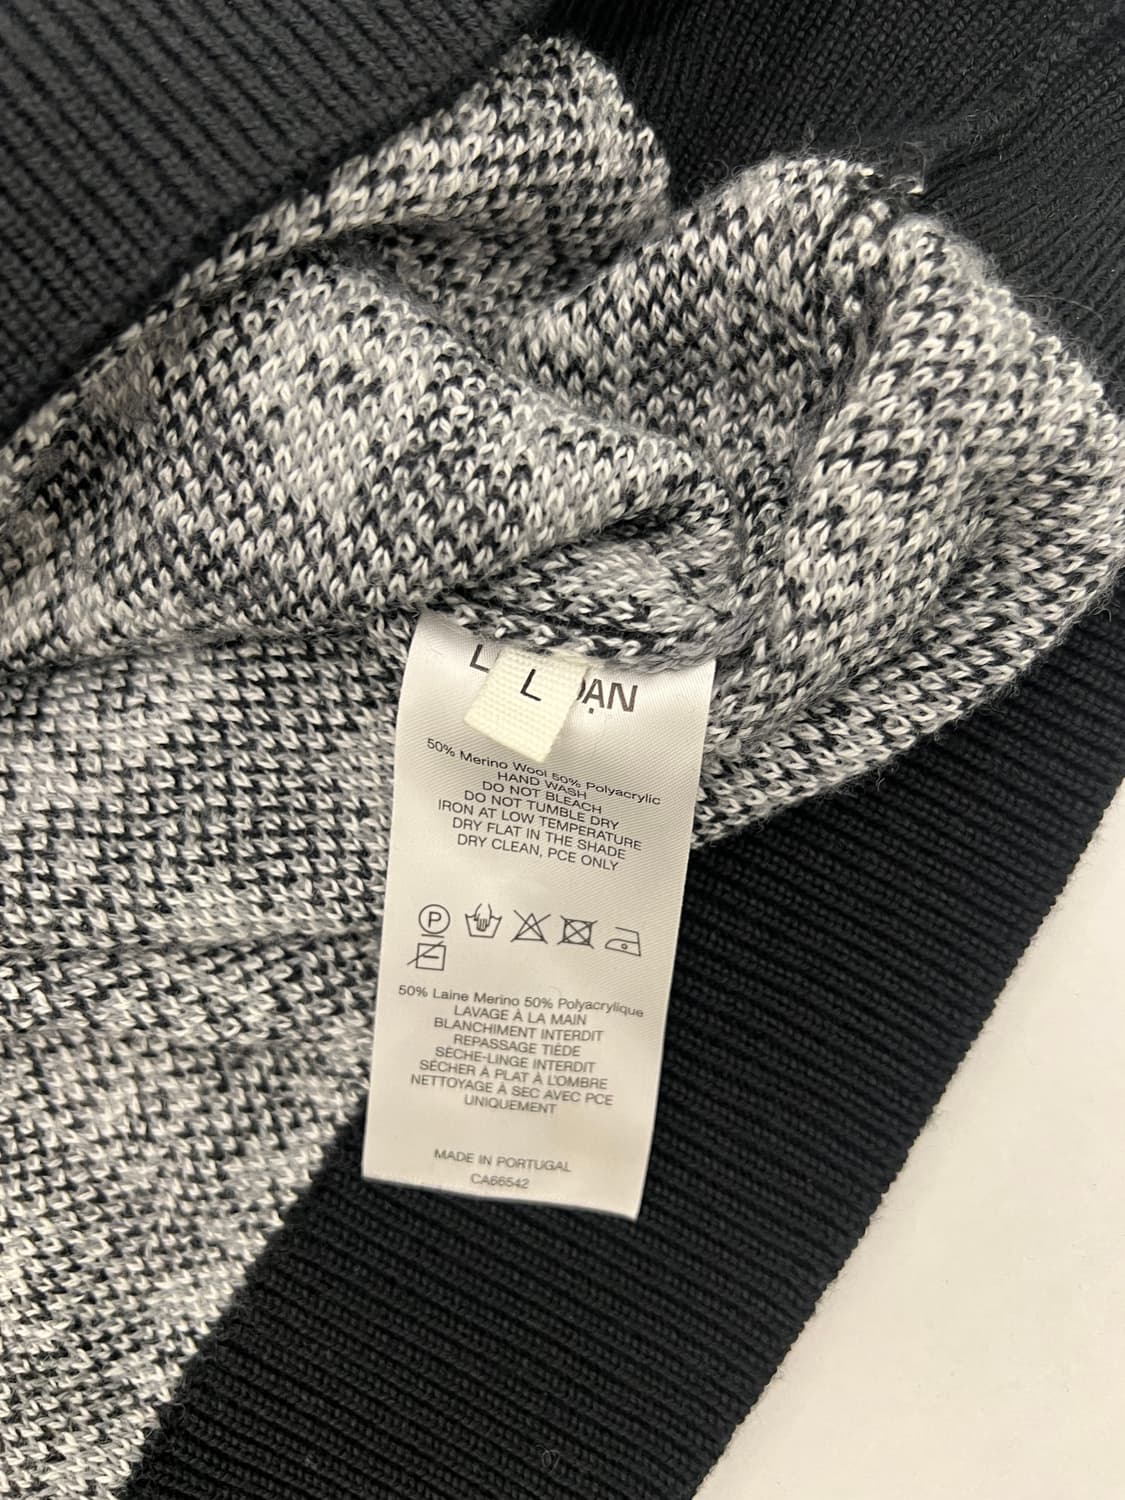 L
ẠN
50% Merino Wool 50% Polyacrylic
HAND WASH
DO NOT BLEACH
DO NOT TUMBLE DRY
IRON AT LOW TEMPERATURE
DRY FLAT IN THE SHADE
DRY CLEAN, PCE ONLY
P
50% Laine Merino 50% Polyacrylique
LAVAGE À LA MAIN
BLANCHIMENT INTERDIT
REPASSAGE TIÈDE
SÈCHE-LINGE INTERDIT
SÉCHER À PLAT À L'OMBRE
NETTOYAGE À SEC AVEC PCE
UNIQUEMENT
MADE IN PORTUGAL
CA66542